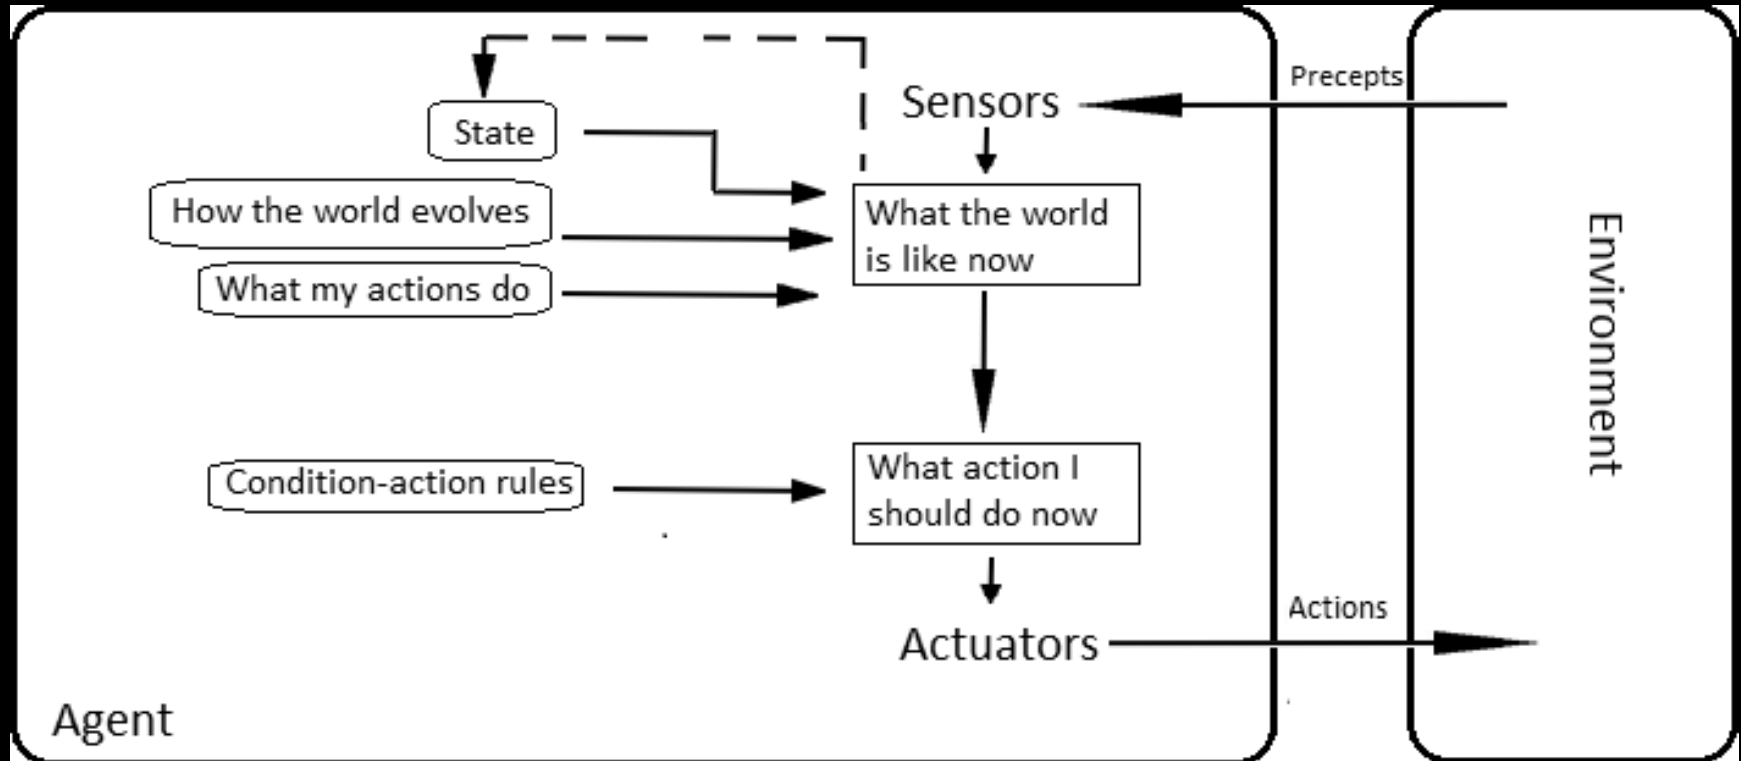 Precepts
Sensors
State
How the world evolves
What the world
is like now
What my actions do
Environment
Condition-action rules
What action I
should do now
Actions
Actuators
Agent